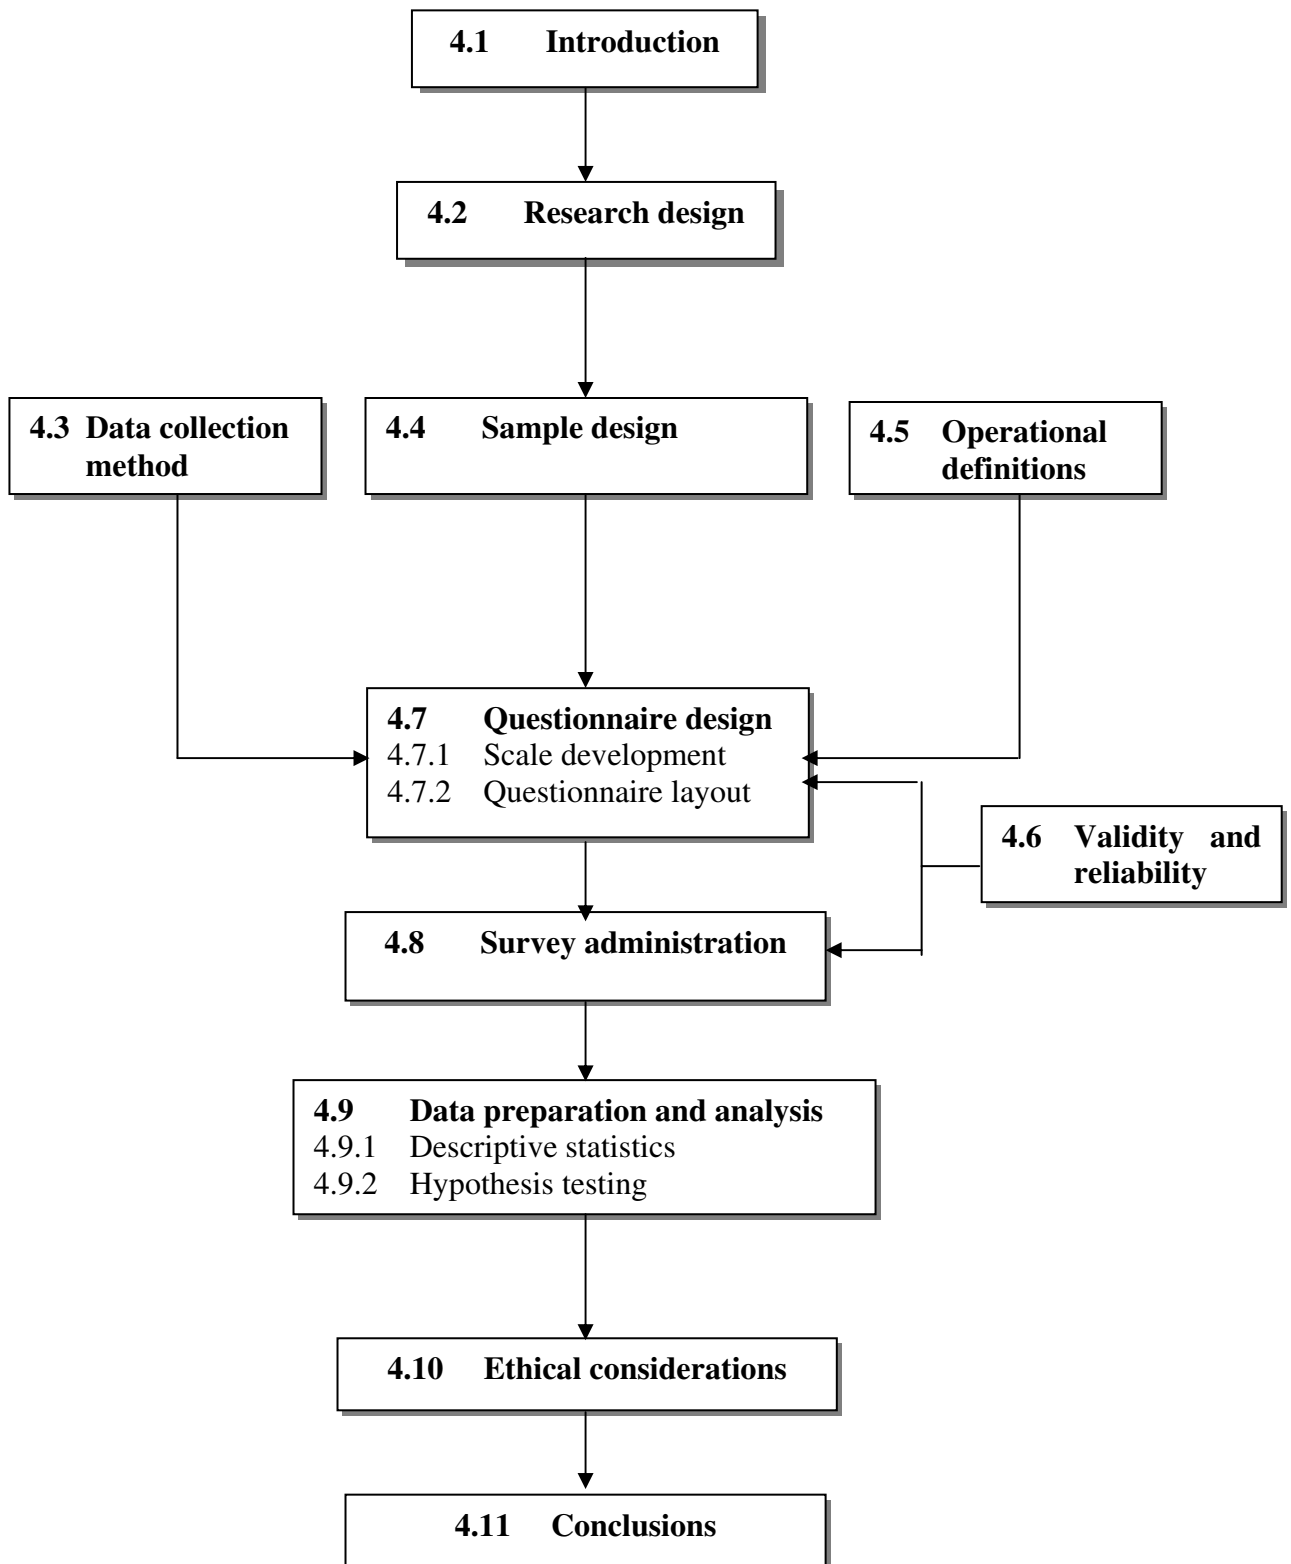 4.1 Introduction
4.2 Research design
4.3 Data collection
method
4.4 Sample design
4.5 Operational
definitions
4.7 Questionnaire design
4.7.1 Scale development
4.7.2 Questionnaire layout
4.6 Validity and
reliability
4.8 Survey administration
4.9 Data preparation and analysis
4.9.1 Descriptive statistics
4.9.2 Hypothesis testing
4.10 Ethical considerations
4.11 Conclusions